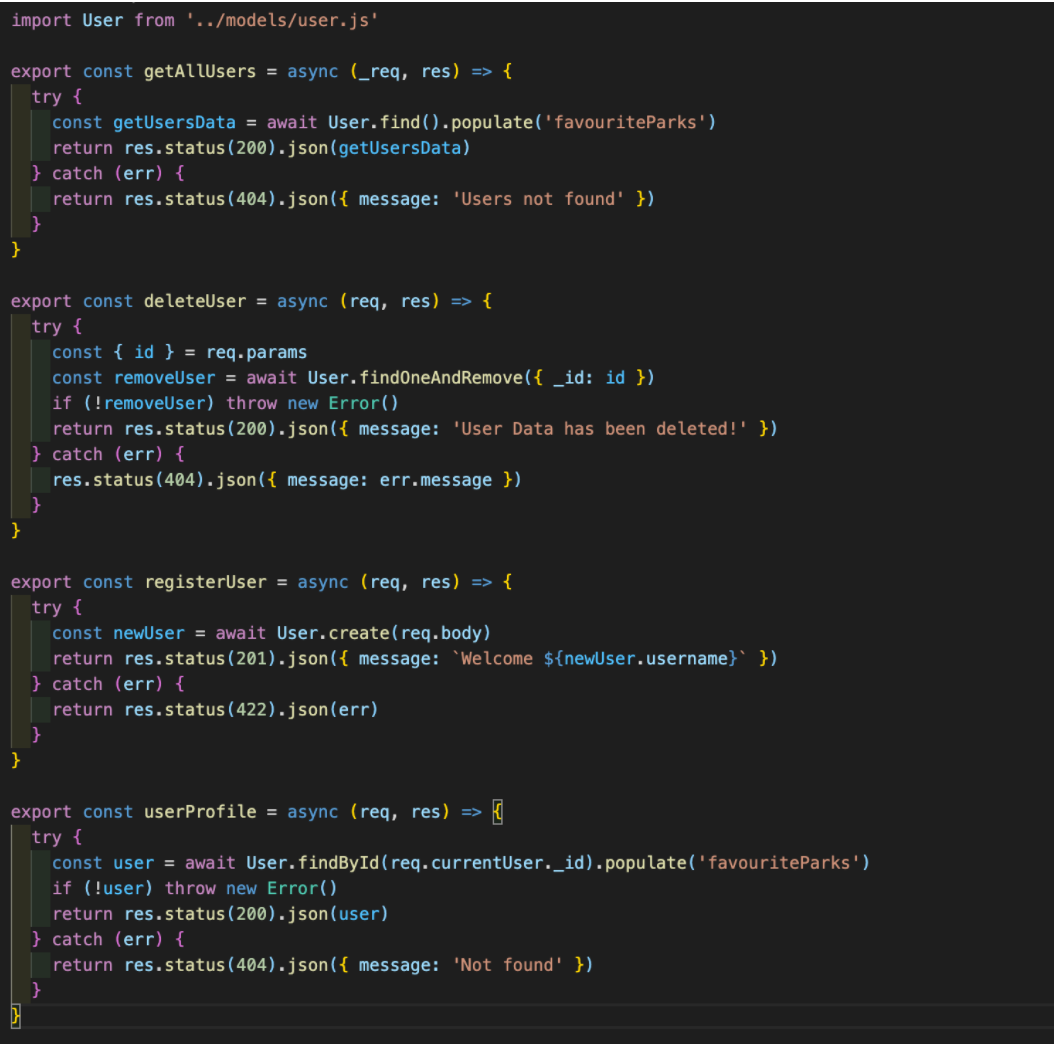 import User from '../models/user.js'
export const getAllUsers = async (_req, res) => {
try {
const getUsersData = await User.find().populate('favouriteParks')
return res.status(200).json(getUsersData)
} catch (err) {
return res.status(404).json({ message: 'Users not found' })
}
}
export const deleteUser = async (req, res) => {
try {
const { id } = req.params
const removeUser = await User.findOneAndRemove({ _id: id })
if (!removeUser) throw new Error()
return res.status(200).json({ message: 'User Data has been deleted!' })
} catch (err) {
res.status(404).json({ message: err.message })
}
}
export const registerUser = async (req, res) => {
try {
const newUser = await User.create(req.body)
return res.status(201).json({ message: `Welcome ${newUser.username}` })
} catch (err) {
return res.status(422).json(err)
}
}
export const userProfile = async (req, res) => {
try {
const user = await User.findById(req.currentUser._id).populate('favouriteParks')
if (!user) throw new Error()
return res.status(200).json(user)
} catch (err) {
return res.status(404).json({ message: 'Not found' })
}
}